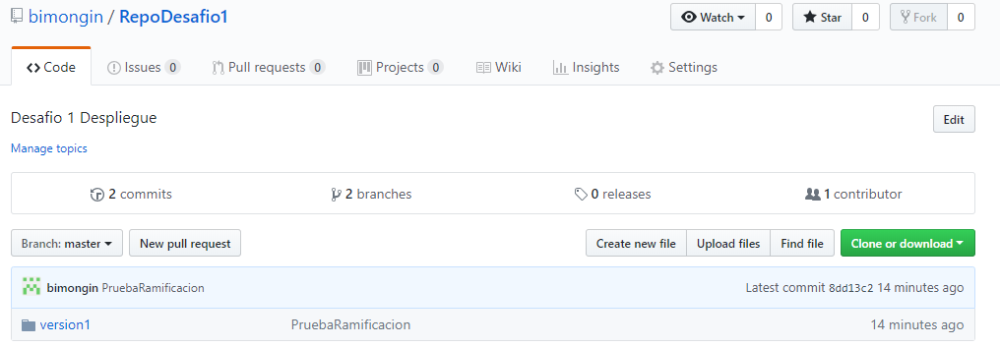 bimongin / RepoDesafio1
Watch 0 Star 0 Fork 0
Code Issues 0 Pull requests 0 Projects 0 Wiki Insights Settings
Desafio 1 Despliegue
Edit
Manage topics
2 commits 2 branches 0 releases 1 contributor
Branch: master New pull request Create new file Upload files Find file Clone or download
bimongin PruebaRamificacion Latest commit 8dd13c2 14 minutes ago
version1 PruebaRamificacion 14 minutes ago